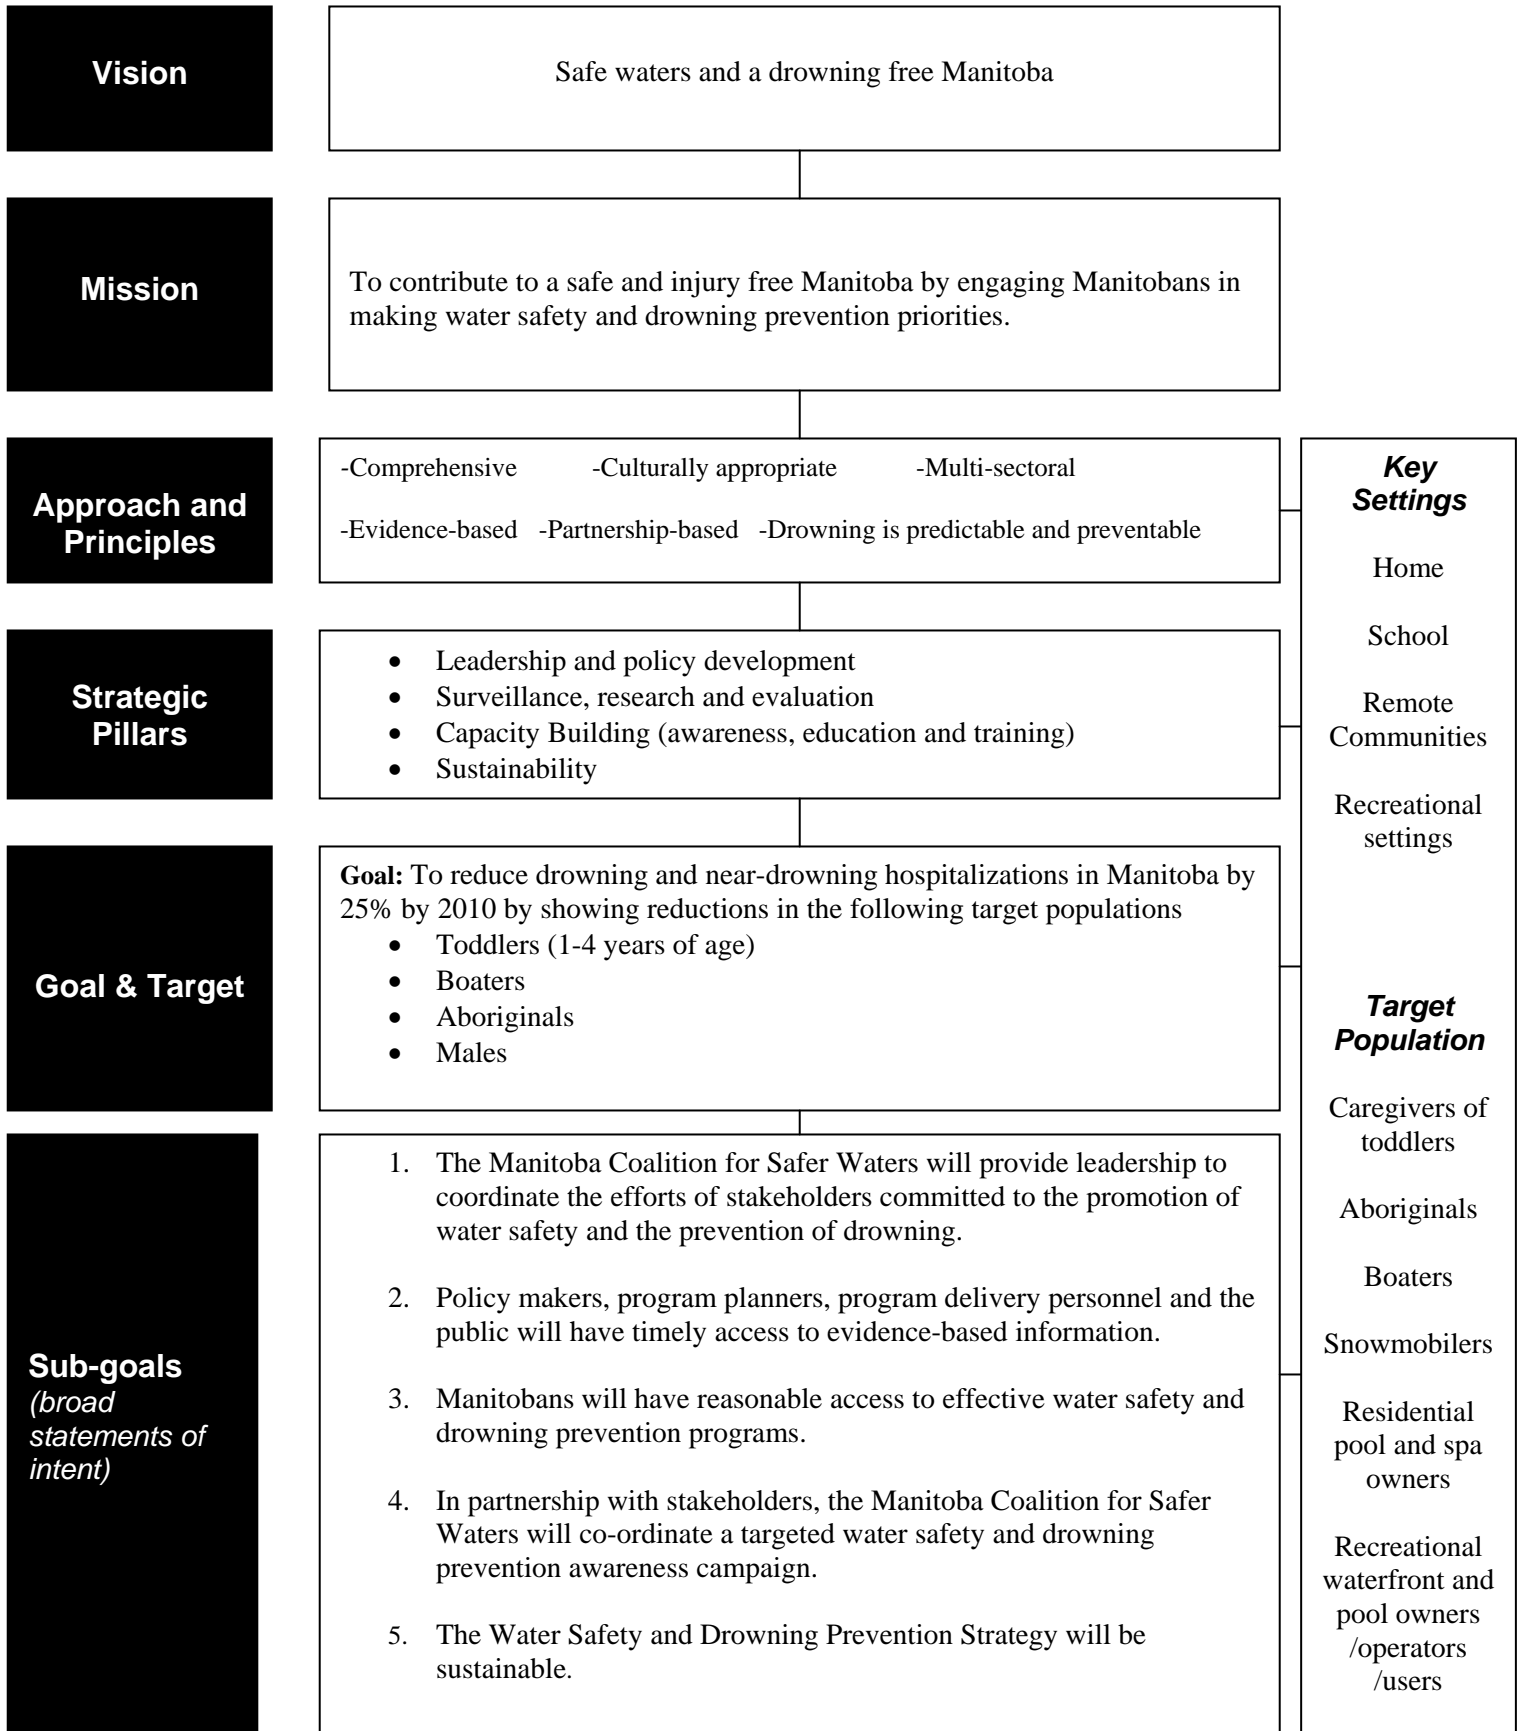 Vision
Safe waters and a drowning free Manitoba
Mission
To contribute to a safe and injury free Manitoba by engaging Manitobans in
making water safety and drowning prevention priorities.
Approach and
Principles
-Comprehensive -Culturally appropriate -Multi-sectoral
-Evidence-based -Partnership-based -Drowning is predictable and preventable
Strategic
Pillars
• Leadership and policy development
• Surveillance, research and evaluation
• Capacity Building (awareness, education and training)
• Sustainability
Goal & Target
Goal: To reduce drowning and near-drowning hospitalizations in Manitoba by
25% by 2010 by showing reductions in the following target populations
• Toddlers (1-4 years of age)
• Boaters
• Aboriginals
• Males
Sub-goals
(broad
statements of
intent)
1. The Manitoba Coalition for Safer Waters will provide leadership to
coordinate the efforts of stakeholders committed to the promotion of
water safety and the prevention of drowning.
2. Policy makers, program planners, program delivery personnel and the
public will have timely access to evidence-based information.
3. Manitobans will have reasonable access to effective water safety and
drowning prevention programs.
4. In partnership with stakeholders, the Manitoba Coalition for Safer
Waters will co-ordinate a targeted water safety and drowning
prevention awareness campaign.
5. The Water Safety and Drowning Prevention Strategy will be
sustainable.
Key
Settings
Home
School
Remote
Communities
Recreational
settings
Target
Population
Caregivers of
toddlers
Aboriginals
Boaters
Snowmobilers
Residential
pool and spa
owners
Recreational
waterfront and
pool owners
/operators
/users